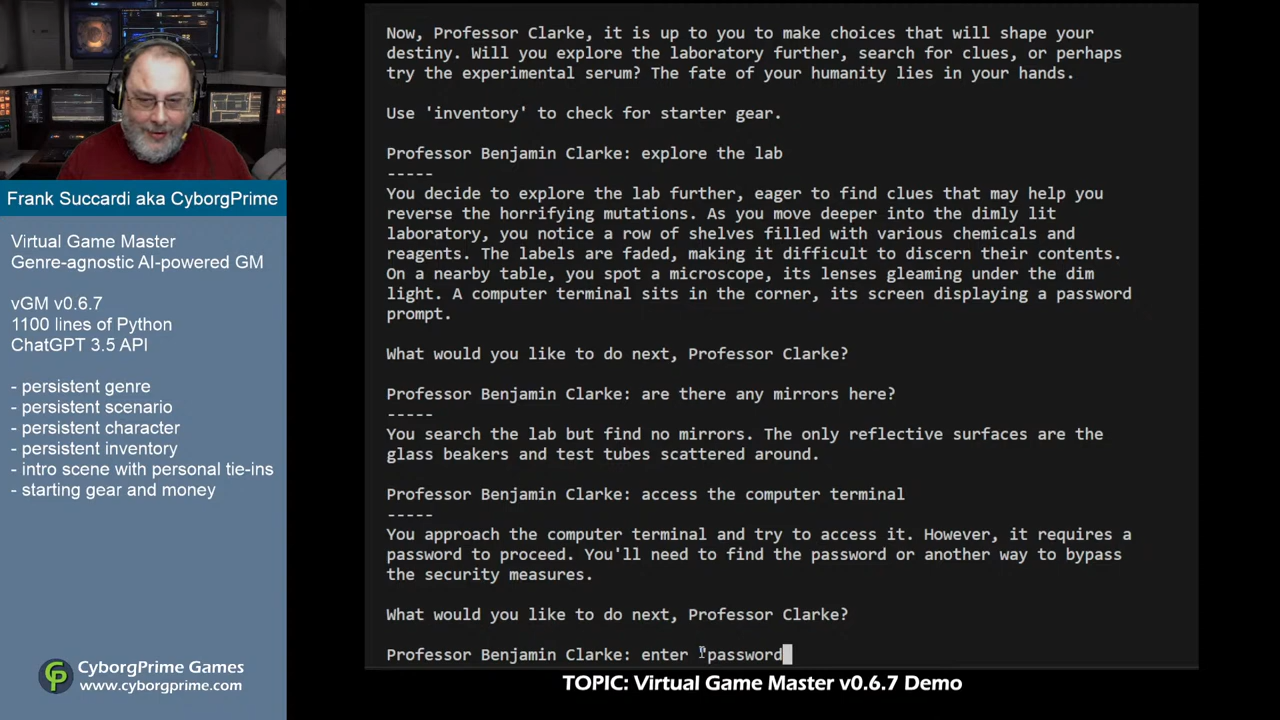 Frank Succardi aka CyborgPrime
Virtual Game Master
Genre-agnostic AI-powered GM
vGM v0.6.7
1100 lines of Python
ChatGPT 3.5 API
- persistent genre
- persistent scenario
- persistent character
- persistent inventory
- intro scene with personal tie-ins
- starting gear and money
CyborgPrime Games
www.cyborgprime.com
Now, Professor Clarke, it is up to you to make choices that will shape your
destiny. Will you explore the laboratory further, search for clues, or perhaps
try the experimental serum? The fate of your humanity lies in your hands.
Use 'inventory' to check for starter gear.
Professor Benjamin Clarke: explore the lab
-----
You decide to explore the lab further, eager to find clues that may help you
reverse the horrifying mutations. As you move deeper into the dimly lit
laboratory, you notice a row of shelves filled with various chemicals and
reagents. The labels are faded, making it difficult to discern their contents.
On a nearby table, you spot a microscope, its lenses gleaming under the dim
light. A computer terminal sits in the corner, its screen displaying a password
prompt.
What would you like to do next, Professor Clarke?
Professor Benjamin Clarke: are there any mirrors here?
-----
You search the lab but find no mirrors. The only reflective surfaces are the
glass beakers and test tubes scattered around.
Professor Benjamin Clarke: access the computer terminal
-----
You approach the computer terminal and try to access it. However, it requires a
password to proceed. You'll need to find the password or another way to bypass
the security measures.
What would you like to do next, Professor Clarke?
Professor Benjamin Clarke: enter "password
TOPIC: Virtual Game Master v0.6.7 Demo